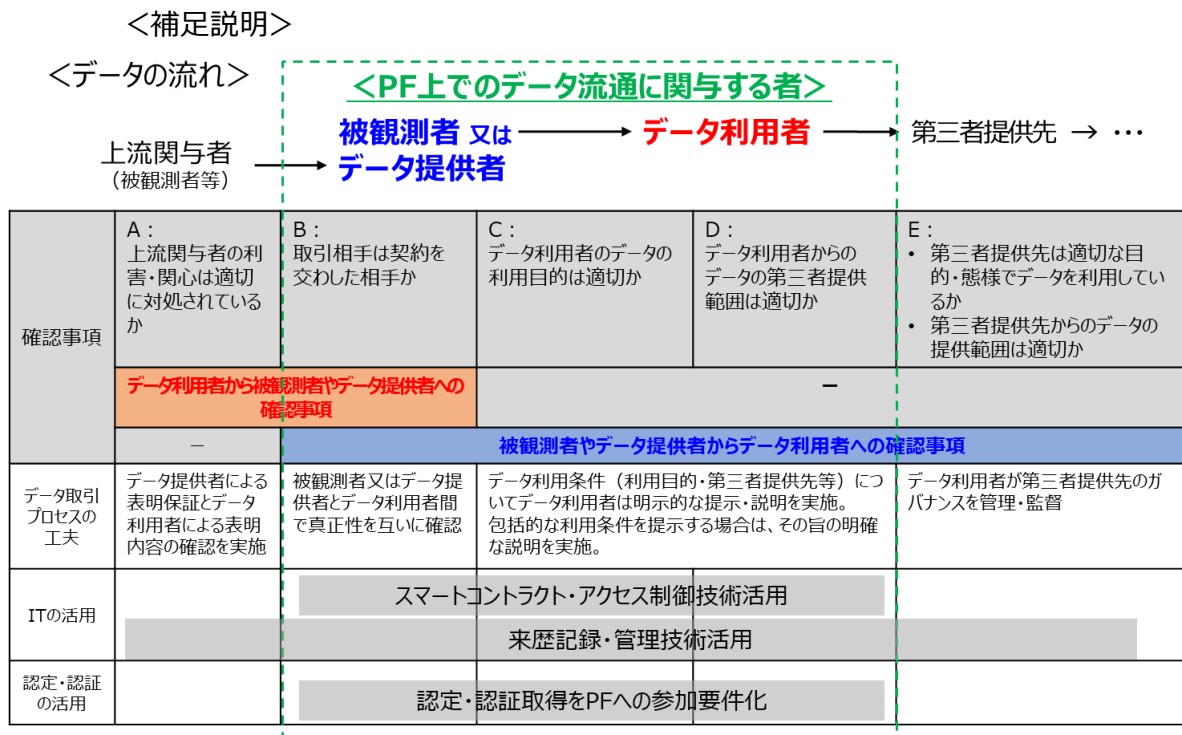 <補足説明>
<データの流れ>
<PF上でのデータ流通に関与する者>
上流関与者
(被観測者等)
被観測者 又は
データ提供者
データ利用者
第三者提供先 → ・・・
確認事項
A:
上流関与者の利
害・関心は適切
に対処されている
か
B:
取引相手は契約を
交わした相手か
C:
データ利用者のデータの
利用目的は適切か
D:
データ利用者からの
データの第三者提供
範囲は適切か
E:
• 第三者提供先は適切な目
的・態様でデータを利用してい
るか
• 第三者提供先からのデータの
提供範囲は適切か
データ利用者から被観測者やデータ提供者への
確認事項
ー
―
被観測者やデータ提供者からデータ利用者への確認事項
データ取引
プロセスの
工夫
データ提供者による
表明保証とデータ
利用者による表明
内容の確認を実施
被観測者又はデータ提
供者とデータ利用者間
で真正性を互いに確認
データ利用条件(利用目的・第三者提供先等)につ
いてデータ利用者は明示的な提示・説明を実施。
包括的な利用条件を提示する場合は、その旨の明確
な説明を実施。
データ利用者が第三者提供先のガ
バナンスを管理・監督
ITの活用
スマートコントラクト・アクセス制御技術活用
来歴記録・管理技術活用
認定・認証
の活用
認定・認証取得をPFへの参加要件化